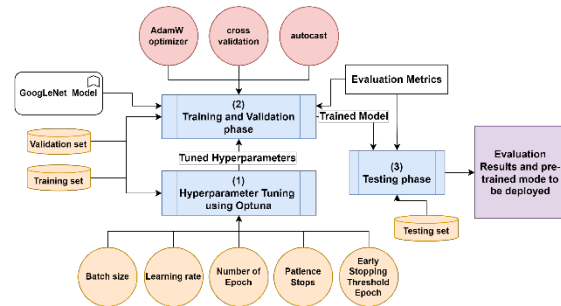 AdamW
optimizer
cross
validation
autocast
GoogLeNet Model
Evaluation Metrics
(2)
Training and Validation
phase
Trained Model
Validation set
Training set
Tuned Hyperparameters
(1)
Hyperparameter Tuning
using Optuna
(3)
Testing phase
Evaluation
Results and pre-
trained mode to
be deployed
Testing set
Batch size
Learning rate
Number of
Epoch
Patience
Stops
Early
Stopping
Threshold
Epoch